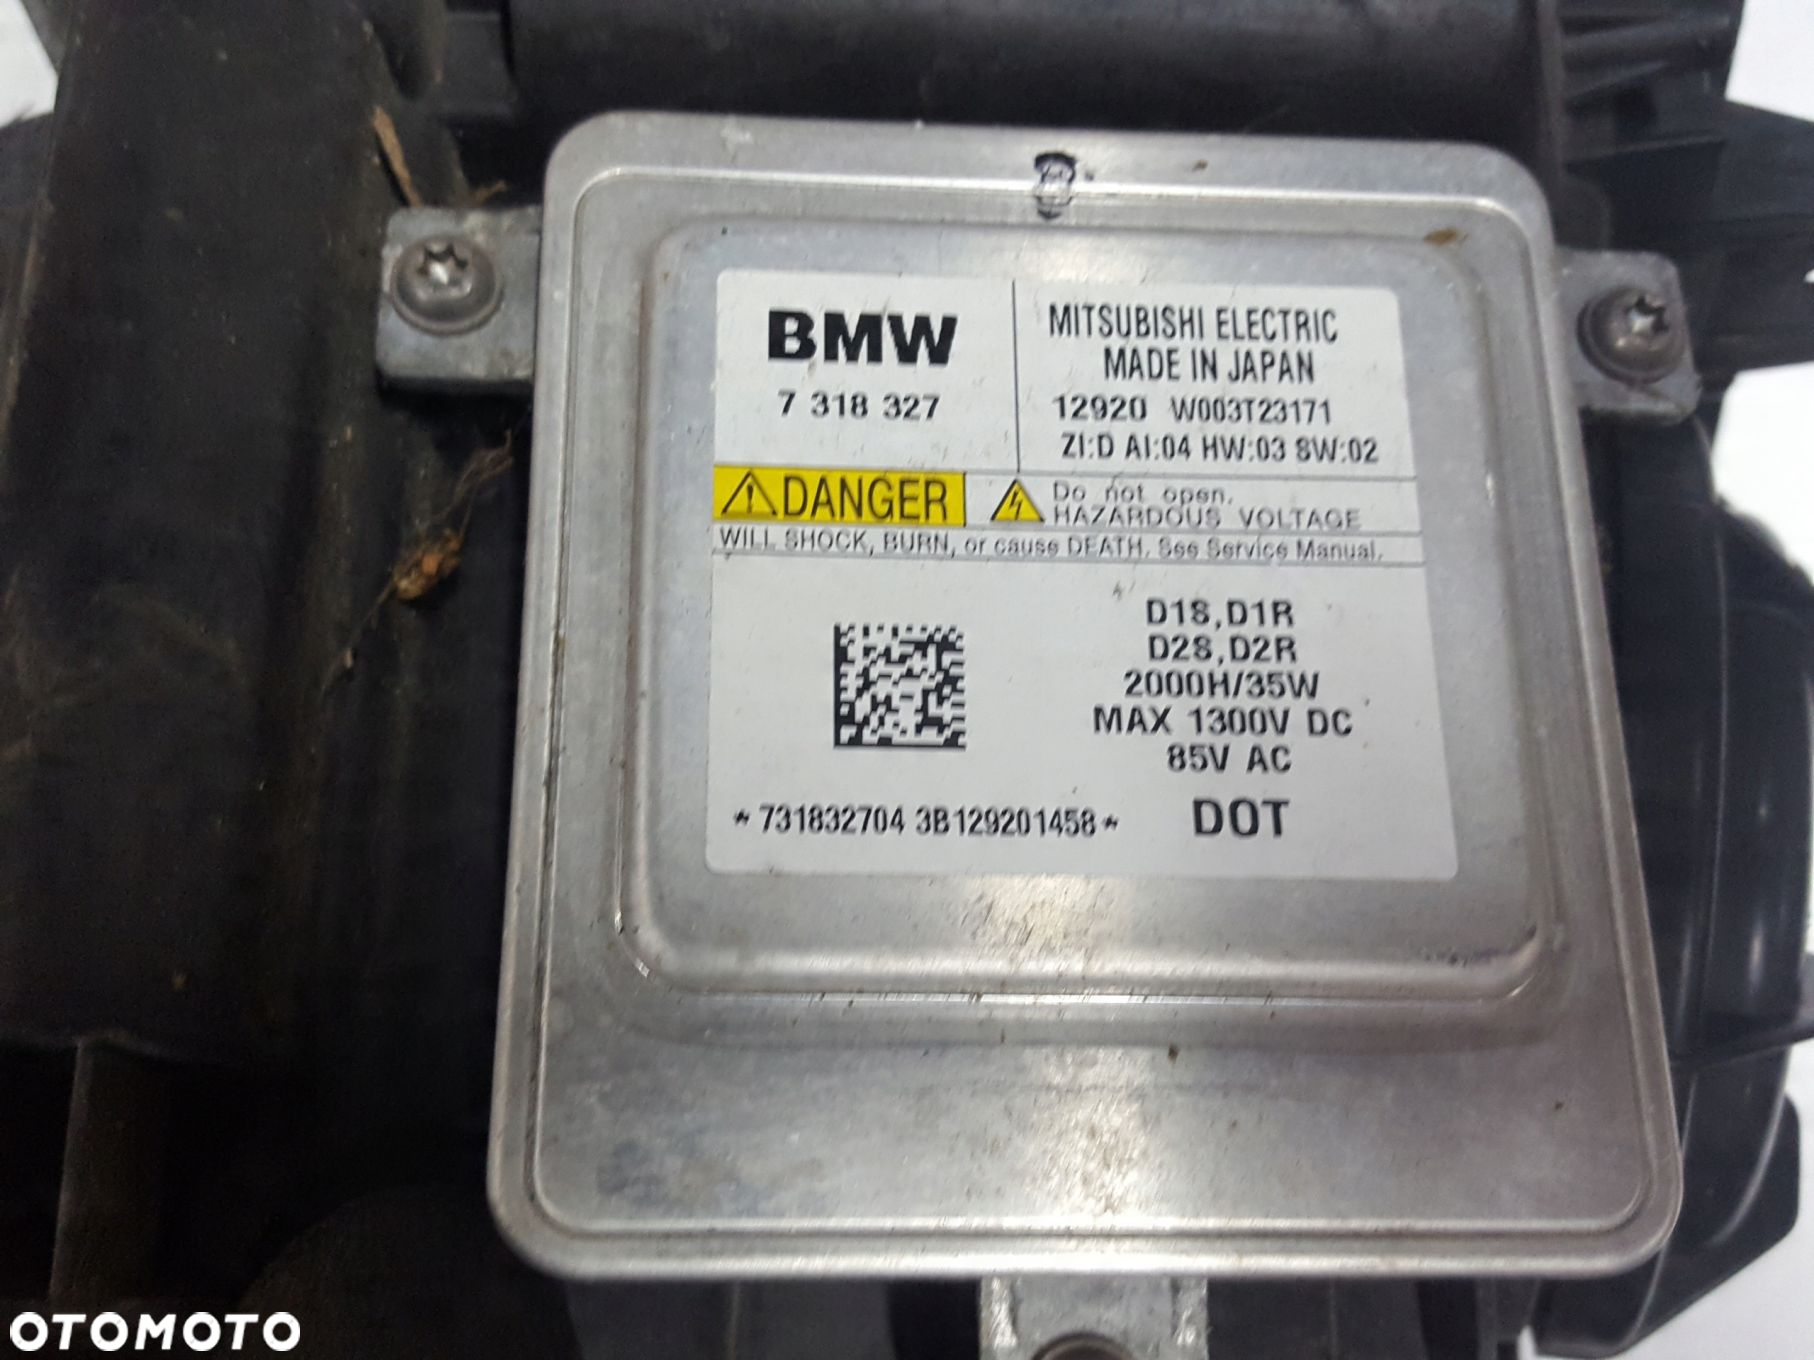 BMW
7 318 327
MITSUBISHI ELECTRIC
MADE IN JAPAN
12920 W003T23171
ZI:D AI:04 HW:03 SW:02
DANGER
Do not open.
HAZARDOUS VOLTAGE
WILL SHOCK, BURN, or cause DEATH. See Service Manual.
D1S,D1R
D2S,D2R
2000H/35W
MAX 1300V DC
85V AC
*731832704 3B129201458*
DOT
OTOMOTO